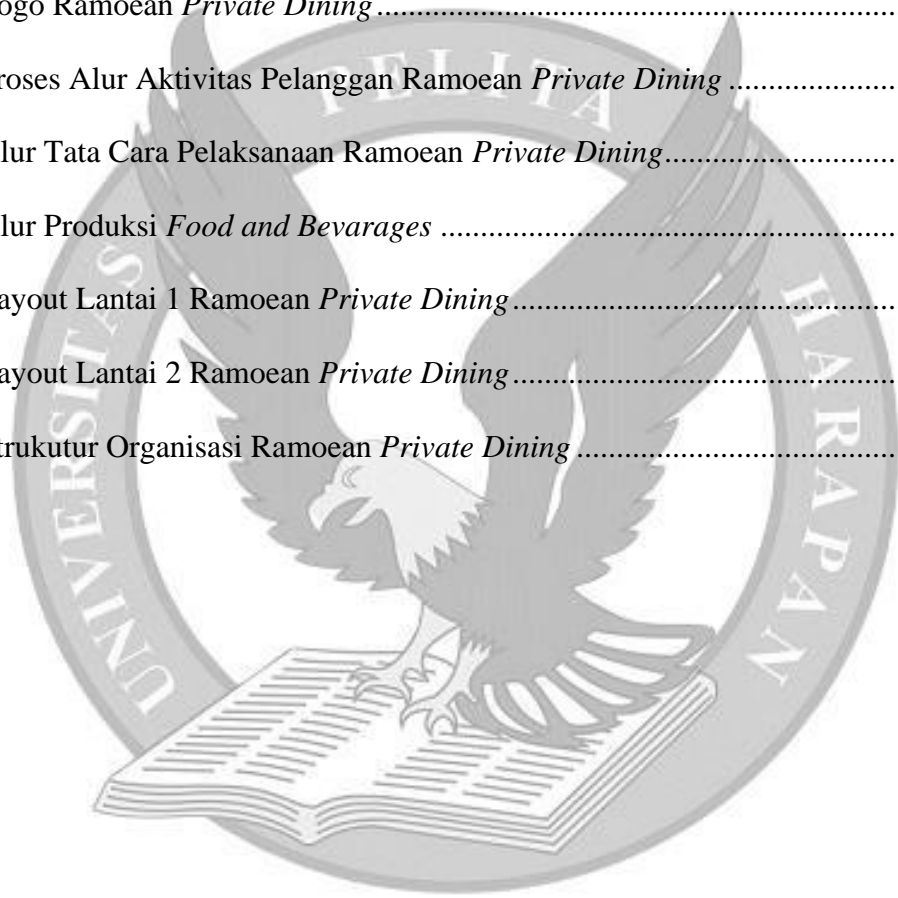 ogo Ramoean Private Dining ................................................................
roses Alur Aktivitas Pelanggan Ramoean Private Dining .....................
lur Tata Cara Pelaksanaan Ramoean Private Dining.............................
lur Produksi Food and Bevarages .........................................................
ayout Lantai 1 Ramoean Private Dining................................................
ayout Lantai 2 Ramoean Private Dining................................................
trukutur Organisasi Ramoean Private Dining ........................................
UNIVERSITAS PELITA HARAPAN